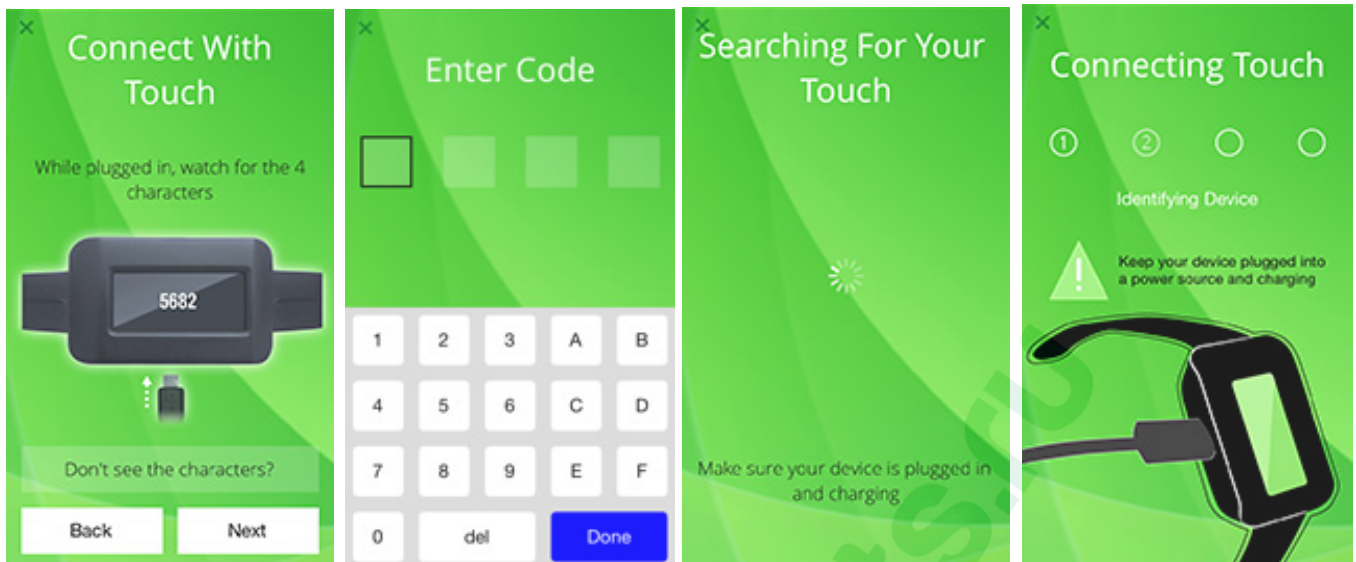 ×
Connect With
Touch
While plugged in, watch for the 4
characters
5682
Don't see the characters?
Back Next
×
Enter Code
1 2 3 A B
4 5 6 C D
7 8 9 E F
0 del Done
×
Searching For Your
Touch
Make sure your device is plugged in
and charging
×
Connecting Touch
1 2
Identifying Device
!
Keep your device plugged into
a power source and charging